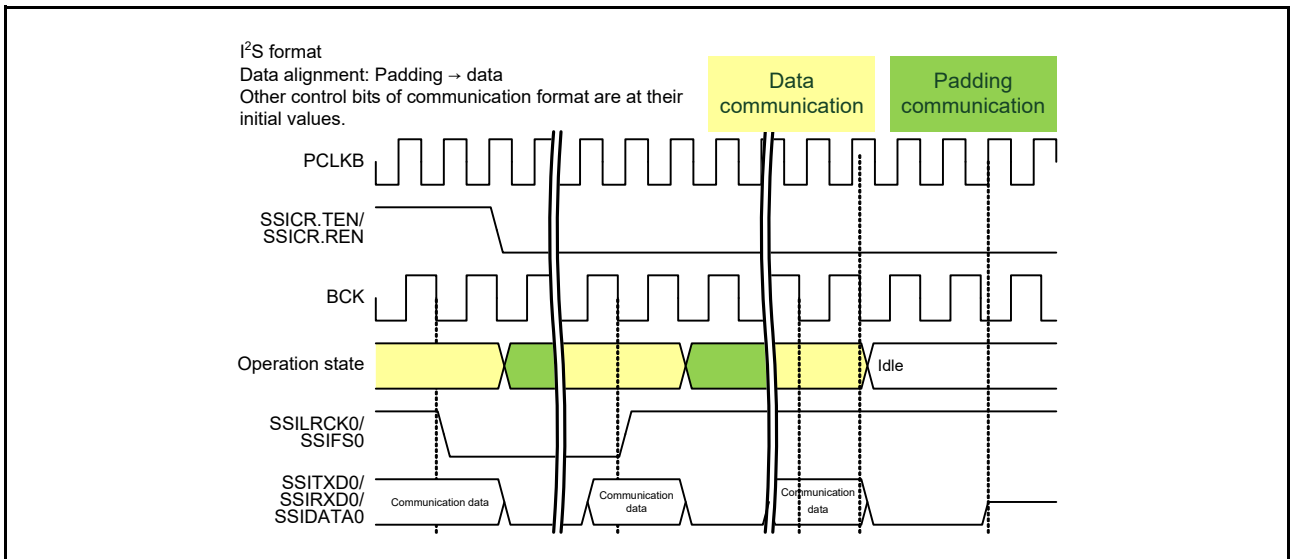 I²S format
Data alignment: Padding → data
Other control bits of communication format are at their
initial values.
Data
communication
Padding
communication
PCLKB
SSICR.TEN/
SSICR.REN
BCK
Operation state
Idle
SSILRCK0/
SSIFS0
SSITXD0/
SSIRXD0/
SSIDATA0
Communication data
Communication
data
Communication
data